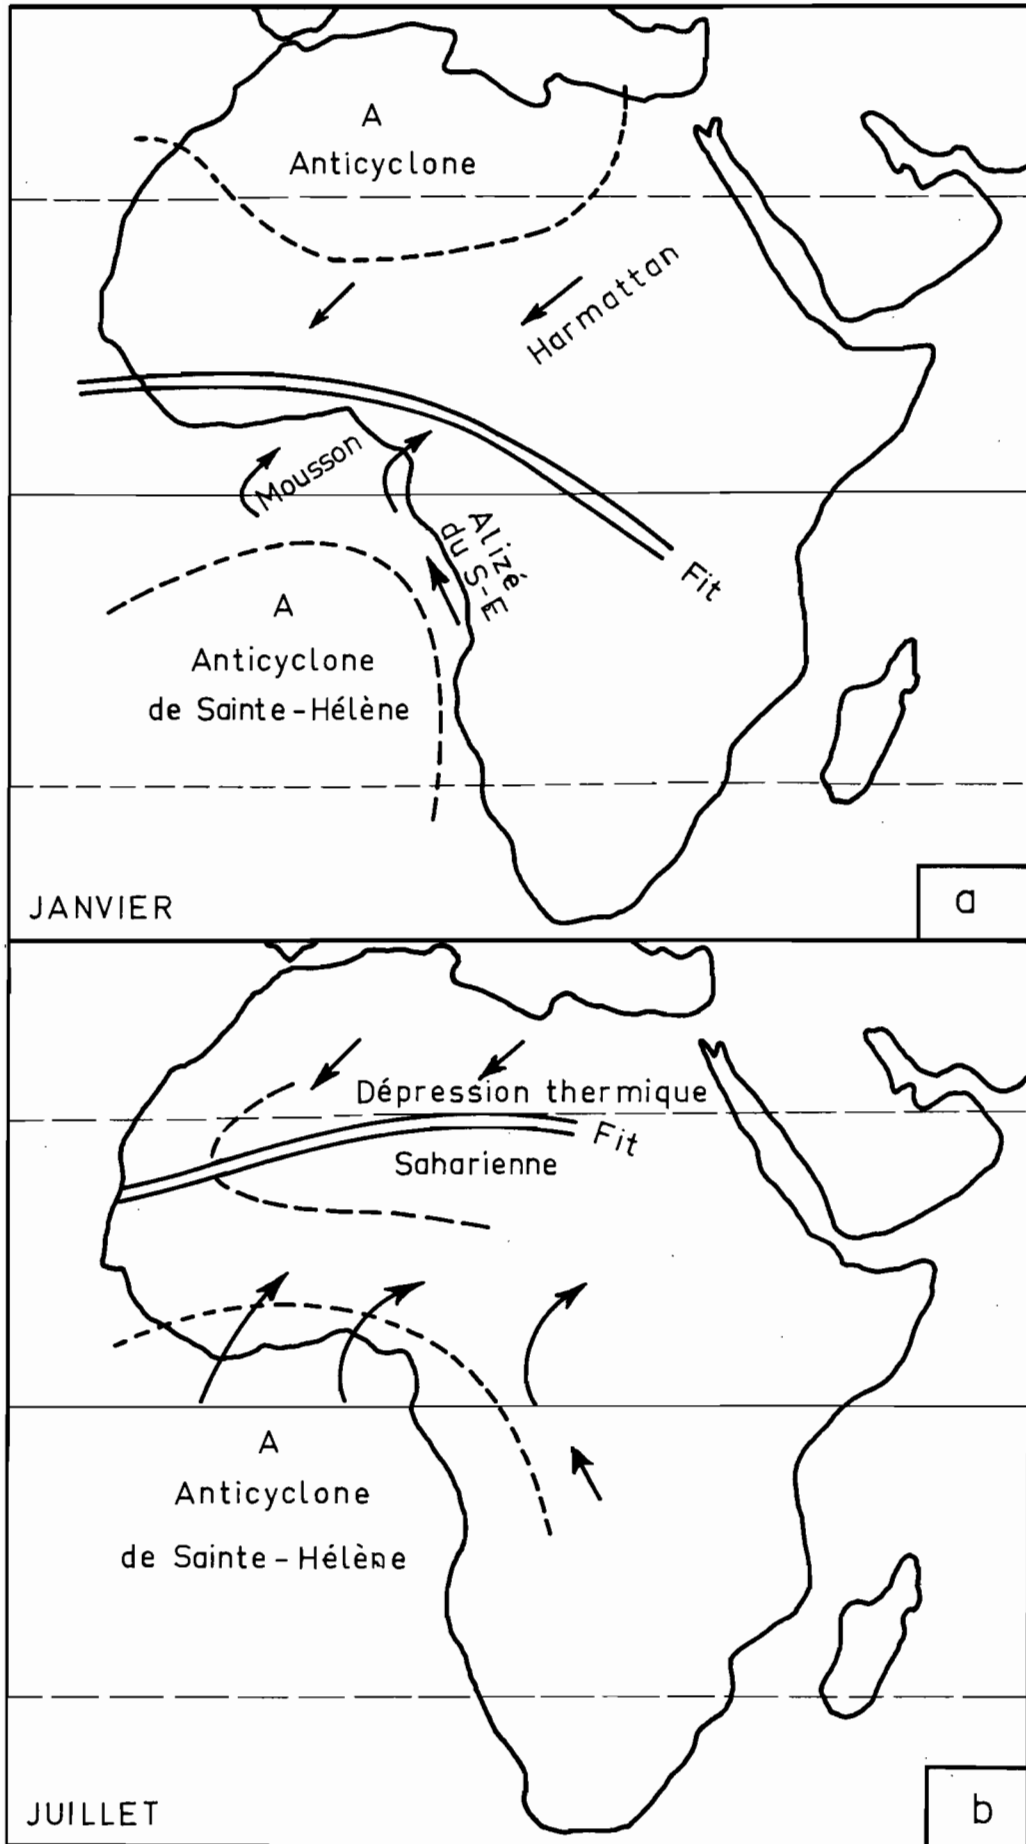 A
Anticyclone
Harmattan
Mousson
Alizé
du S-E
Fit
A
Anticyclone
de Sainte-Hélène
JANVIER
a
Dépression thermique
Fit
Saharienne
A
Anticyclone
de Sainte-Hélène
JUILLET
b